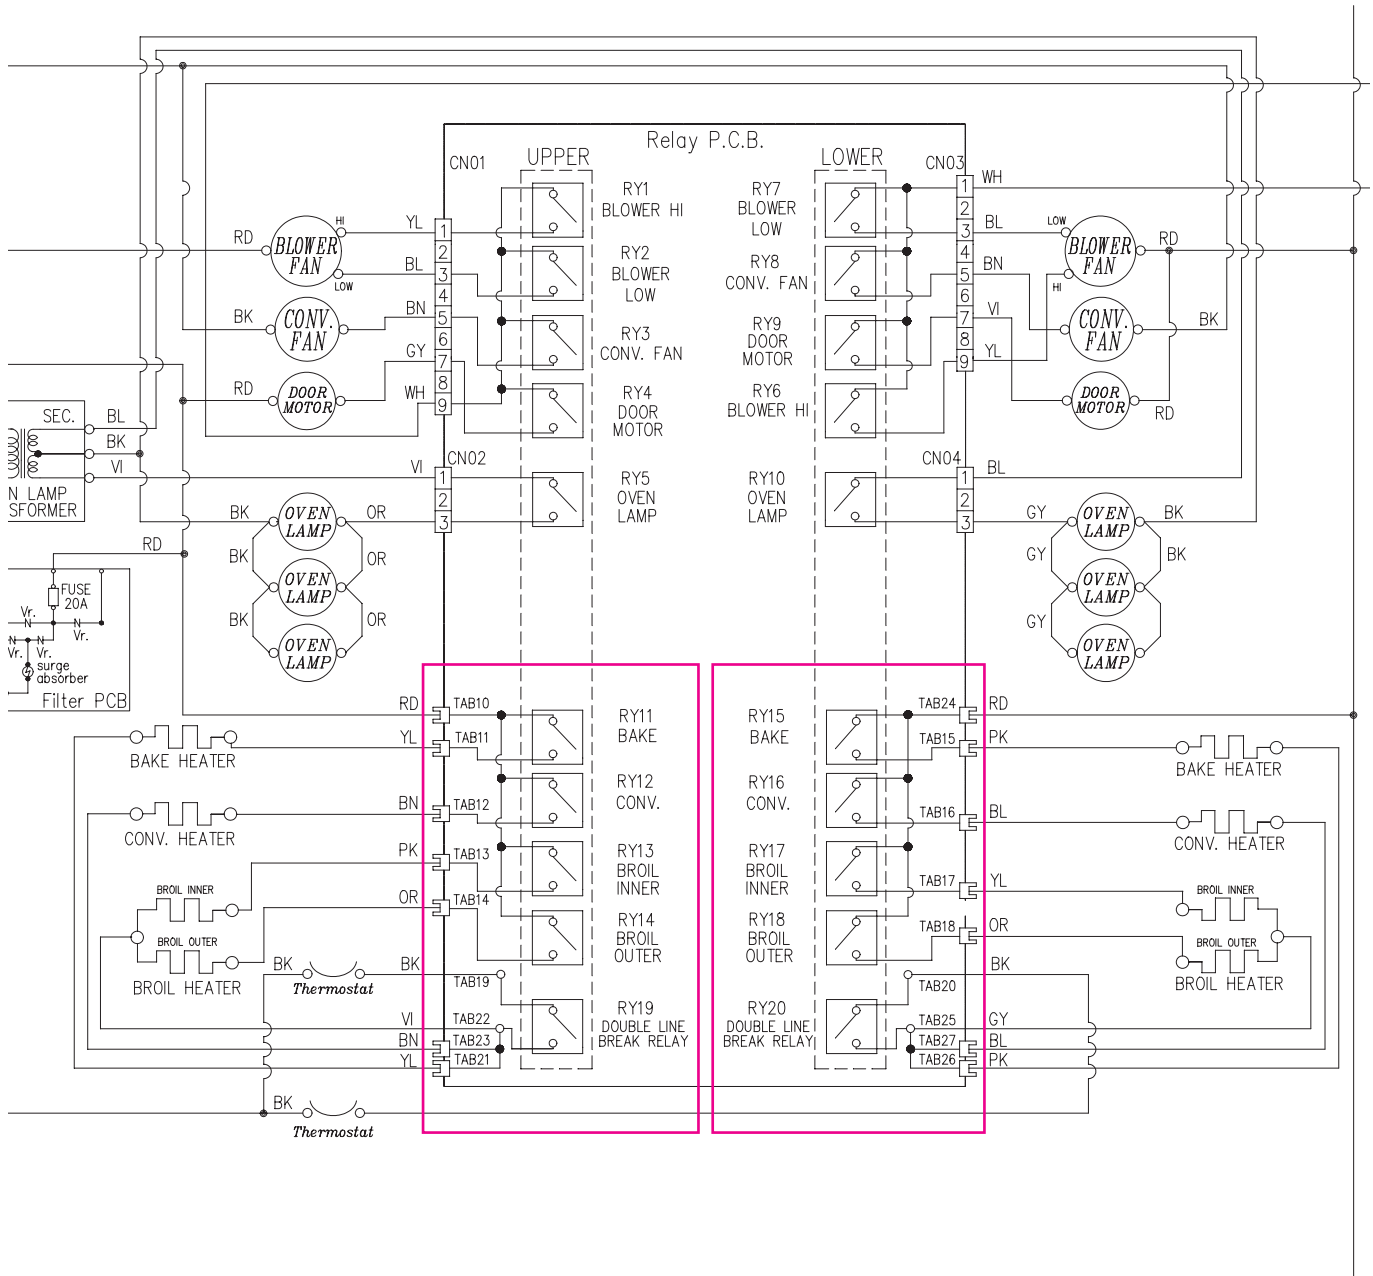 Relay P.C.B.
CN01
UPPER
LOWER
CN03
RY1
BLOWER HI
RY7
BLOWER
LOW
1
WH
2
HI
YL
1
BLOWER
FAN
RD
2
LOW
BL
3
RY2
BLOWER
LOW
RY8
CONV. FAN
3
BL
LOW
4
BLOWER
FAN
RD
HI
5
BN
4
6
BK
CONV.
FAN
BN
5
6
RY3
CONV. FAN
RY9
DOOR
MOTOR
7
VI
8
9
YL
CONV.
FAN
BK
GY
7
RD
DOOR
MOTOR
8
WH
9
RY4
DOOR
MOTOR
RY6
BLOWER HI
DOOR
MOTOR
RD
SEC.
BL
BK
VI
N LAMP
SFORMER
VI
CN02
1
2
3
RY5
OVEN
LAMP
RY10
OVEN
LAMP
CN04
1
2
3
BL
BK
OVEN
LAMP
OR
GY
OVEN
LAMP
BK
RD
BK
OR
GY
BK
OVEN
LAMP
OVEN
LAMP
BK
OR
GY
OVEN
LAMP
OVEN
LAMP
FUSE
20A
Vr.
Vr.
Vr.
Vr.
surge
absorber
Filter PCB
RD
TAB10
RY11
BAKE
RY15
BAKE
TAB24
RD
BAKE HEATER
YL
TAB11
TAB15
PK
BAKE HEATER
CONV. HEATER
BN
TAB12
RY12
CONV.
RY16
CONV.
TAB16
BL
CONV. HEATER
PK
TAB13
RY13
BROIL
INNER
RY17
BROIL
INNER
TAB17
YL
BROIL INNER
OR
TAB14
BROIL INNER
BROIL OUTER
BROIL HEATER
RY14
BROIL
OUTER
RY18
BROIL
OUTER
TAB18
OR
BROIL OUTER
BROIL HEATER
BK
Thermostat
BK
TAB19
TAB20
BK
VI
TAB22
RY19
DOUBLE LINE
BREAK RELAY
RY20
DOUBLE LINE
BREAK RELAY
TAB25
GY
BN
TAB23
TAB27
BL
YL
TAB21
TAB26
PK
BK
Thermostat